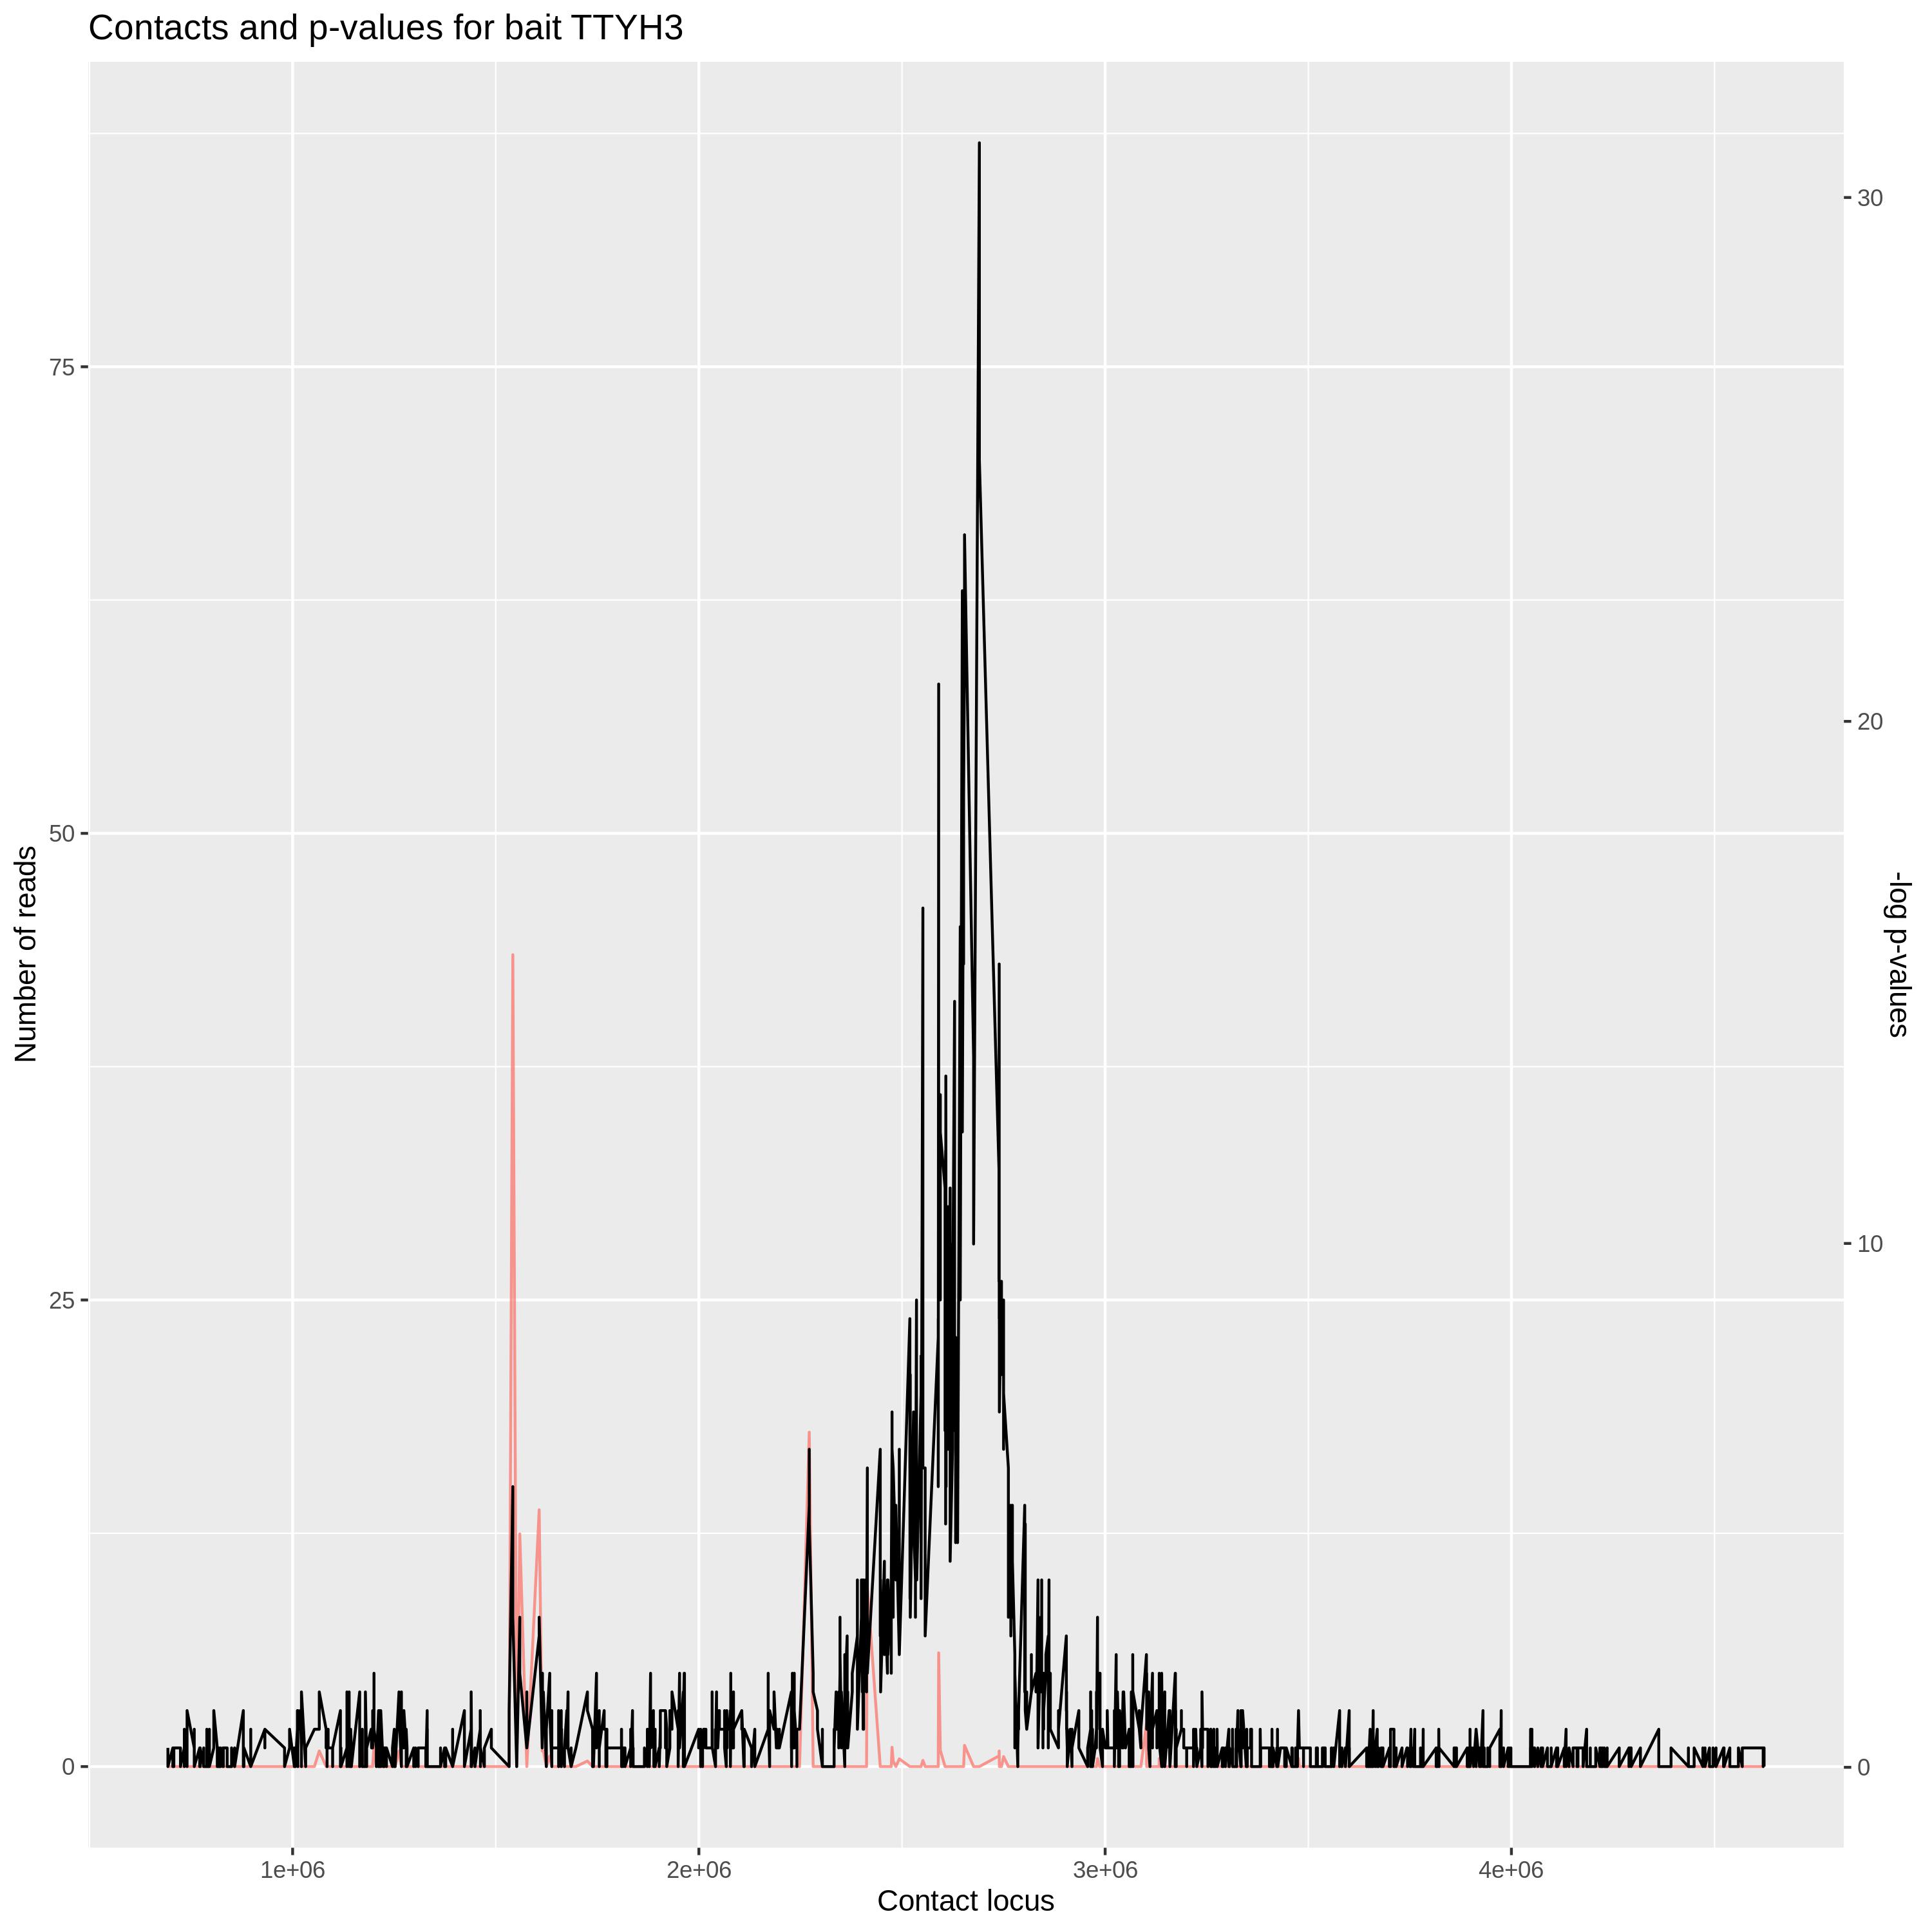 Contacts and p-values for bait TTYH3
75
50
25
0
30
20
10
0
Number of reads
-log p-values
1e+06
2e+06
3e+06
4e+06
Contact locus